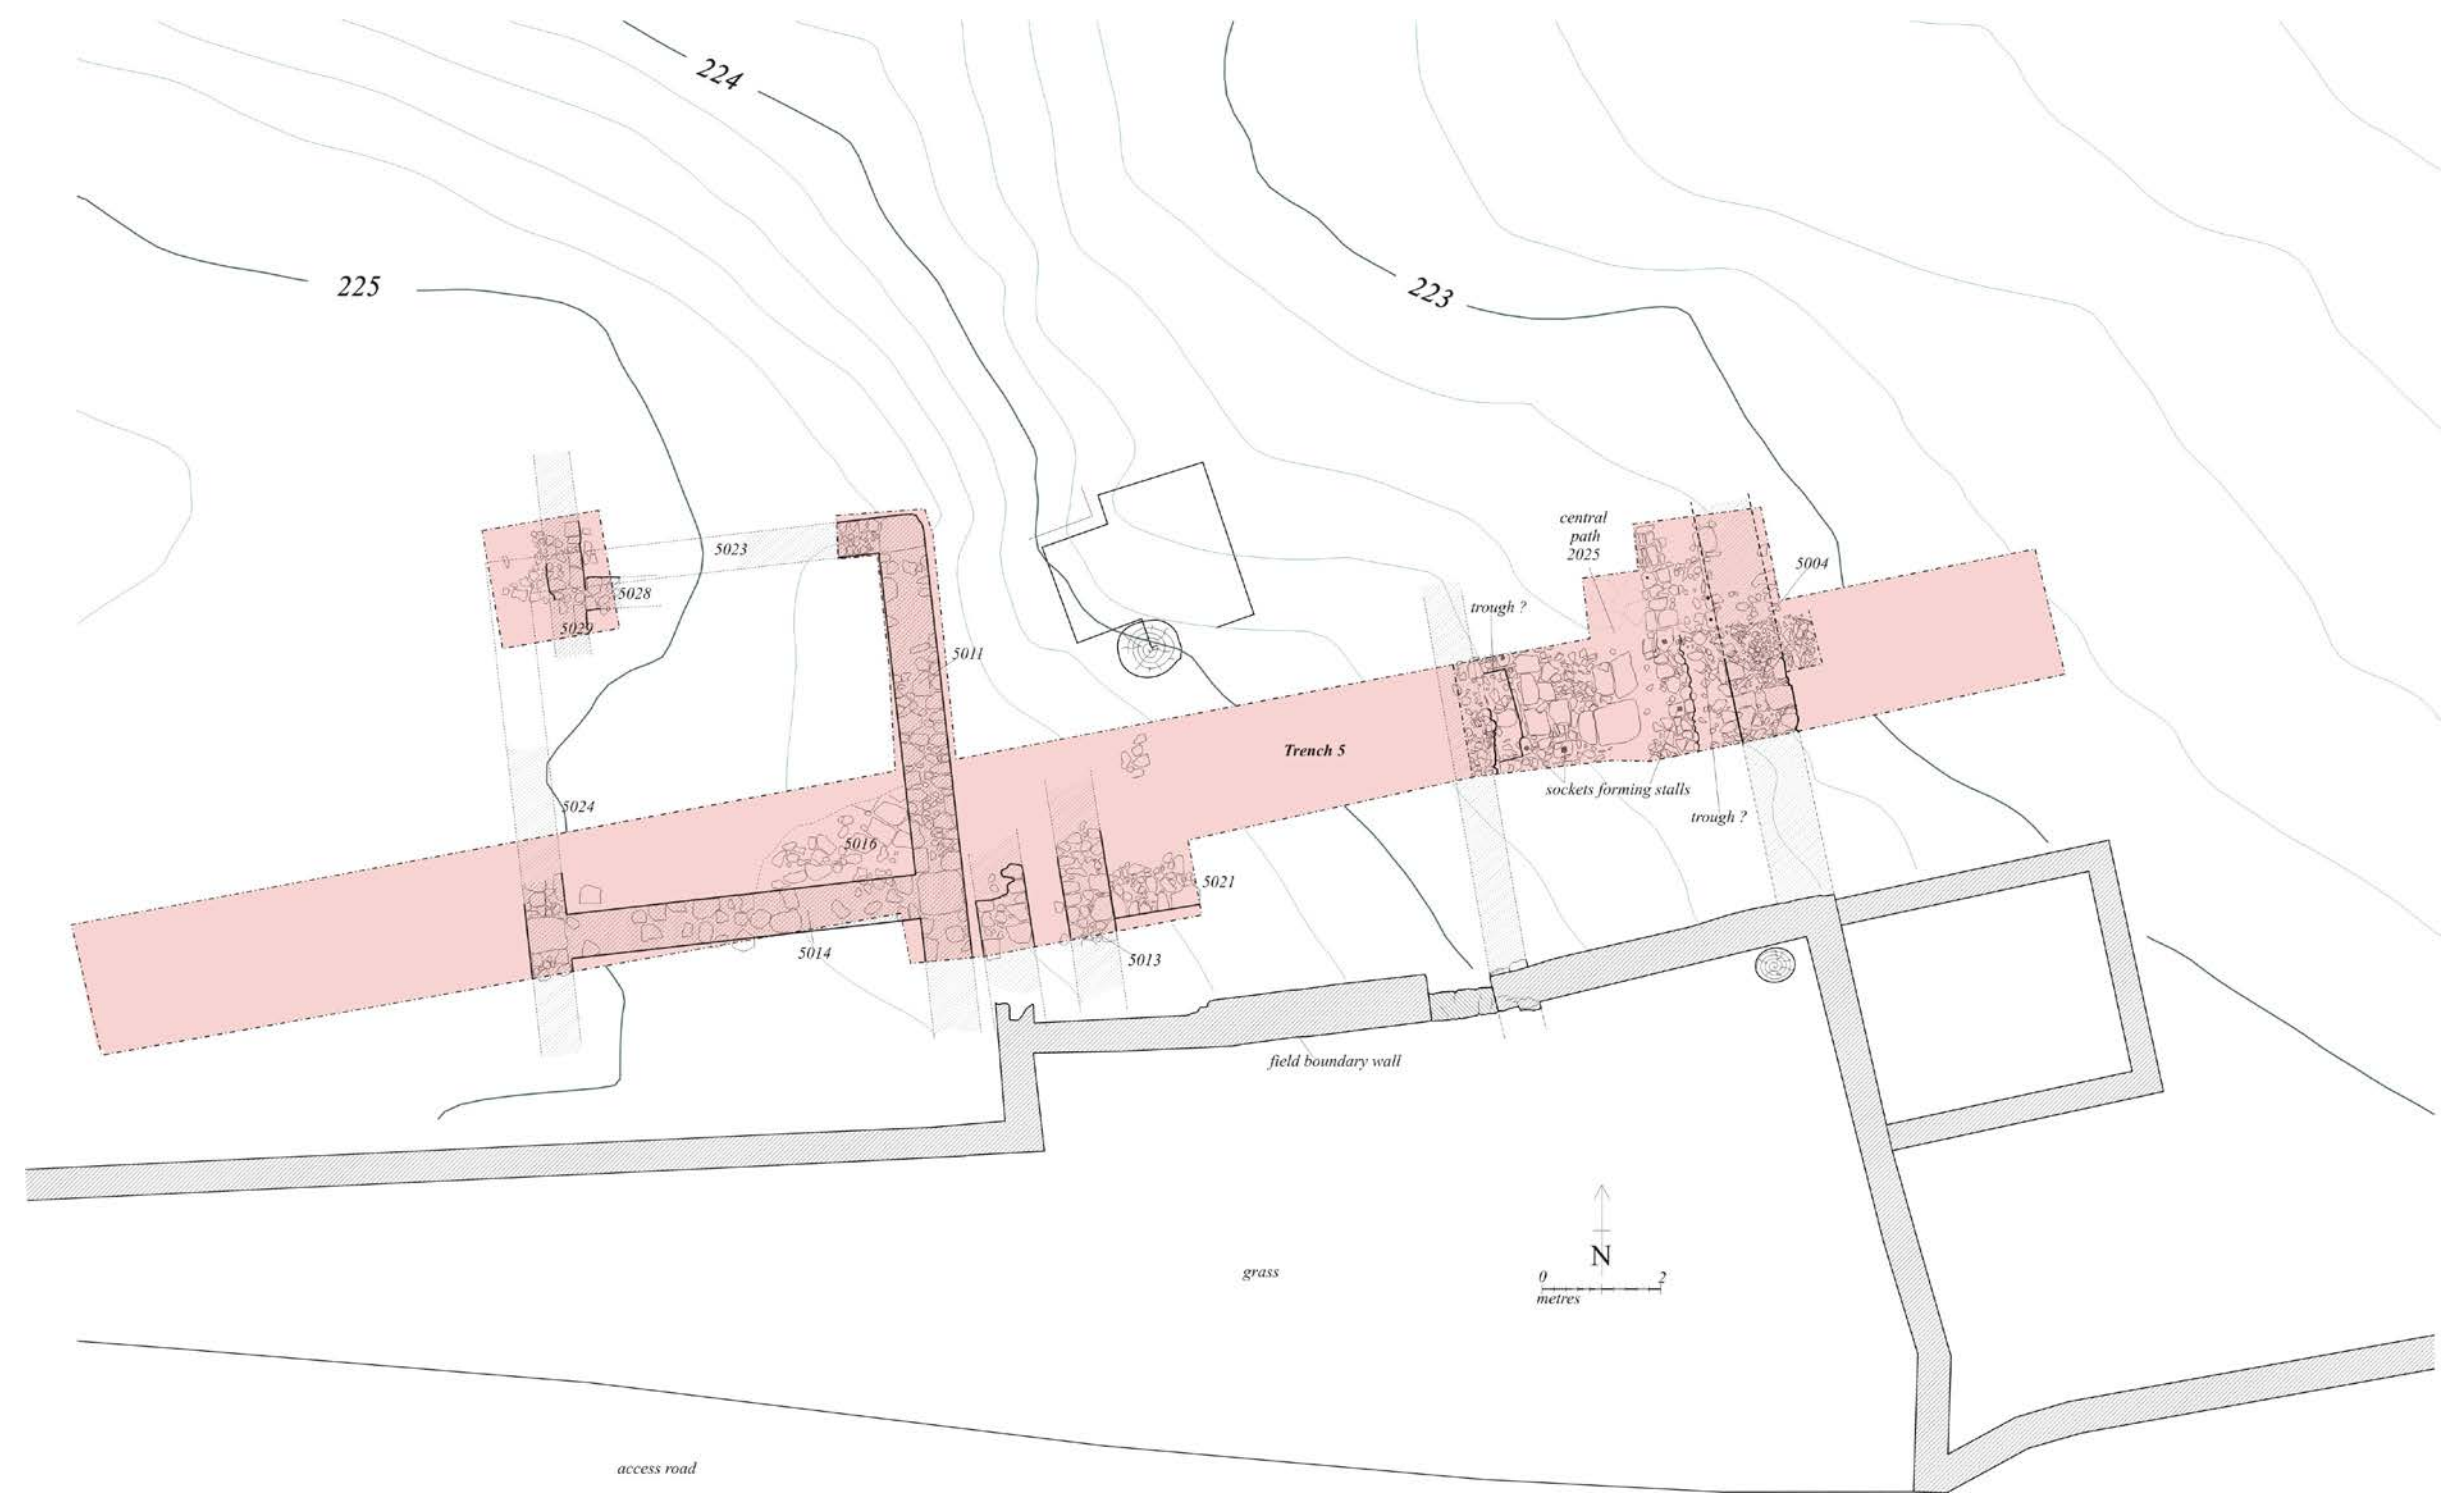 224
225
223
central
path
2025
5004
5023
trough ?
5028
5029
5011
Trench 5
5024
sockets forming stalls
trough ?
5016
5021
5014
5013
field boundary wall
N
grass
0 2
metres
access road